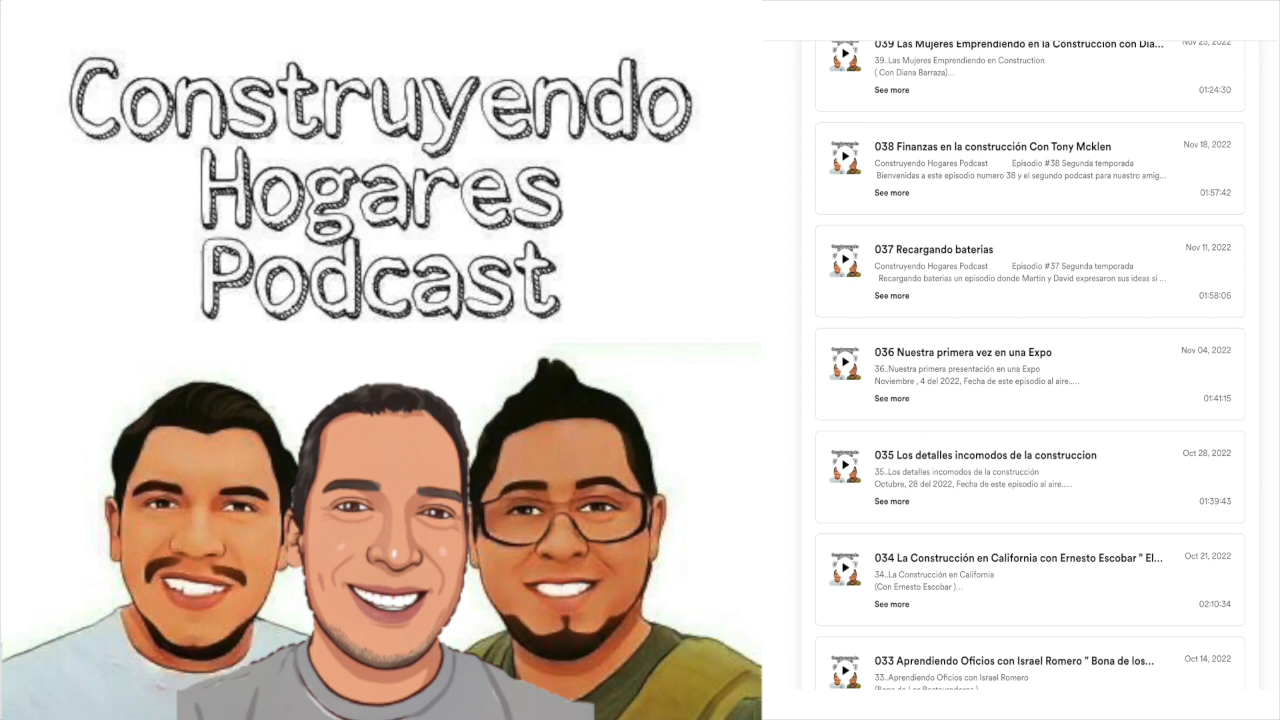 Construyendo
Hogares
Podcast
039 Las Mujeres Emprendiendo en la Construcción con Dia...
Nov 25, 2022
39..Las Mujeres Emprendiendo en Construction
( Con Diana Barraza)...
See more
01:24:30
038 Finanzas en la construcción Con Tony Mcklen
Nov 18, 2022
Construyendo Hogares Podcast Episodio #38 Segunda temporada
Bienvenidas a este episodio numero 38 y el segundo podcast para nuestro amig...
See more
01:57:42
037 Recargando baterias
Nov 11, 2022
Construyendo Hogares Podcast Episodio #37 Segunda temporada
Recargando baterias un episodio donde Martin y David expresaron sus ideas si ...
See more
01:58:06
036 Nuestra primera vez en una Expo
Nov 04, 2022
36..Nuestra primera presentación en una Expo
Noviembre , 4 del 2022, Fecha de este episodio al aire.....
See more
01:41:15
035 Los detalles incomodos de la construccion
Oct 28, 2022
35..Los detalles incomodos de la construcción
Octubre, 28 del 2022, Fecha de este episodio al aire.....
See more
01:39:43
034 La Construcción en California con Ernesto Escobar " El...
Oct 21, 2022
34..La Construcción en California
(Con Ernesto Escobar )...
See more
02:10:34
033 Aprendiendo Oficios con Israel Romero " Bona de los...
Oct 14, 2022
33..Aprendiendo Oficios con Israel Romero